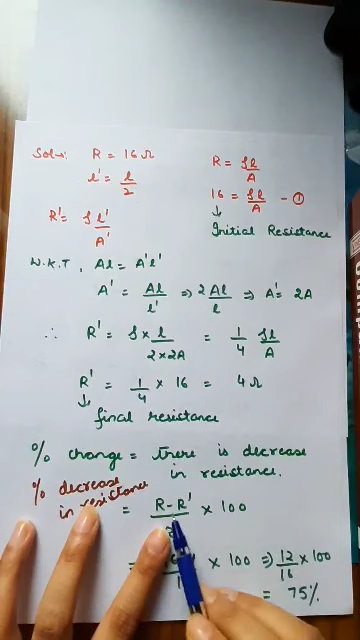 Soln: R = 16 Ω R = ρl/A
l' = l/2 16 = ρl/A - ①
R' = ρ l'/A' ↓
Initial Resistance
W.K.T, Al = A'l'
A' = Al/l' ⇒ 2Al/l ⇒ A' = 2A
∴ R' = ρ × l/2×2A = 1/4 ρl/A
R' = 1/4 × 16 = 4 Ω
↓
final resistance
% change = there is decrease
in resistance.
% decrease
in resistance = R-R'/ × 100
= × 100 ⇒ 12/16 × 100
= 75%